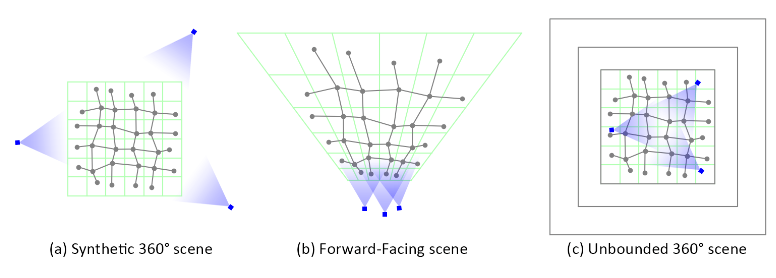 (a) Synthetic 360° scene
(b) Forward-Facing scene
(c) Unbounded 360° scene